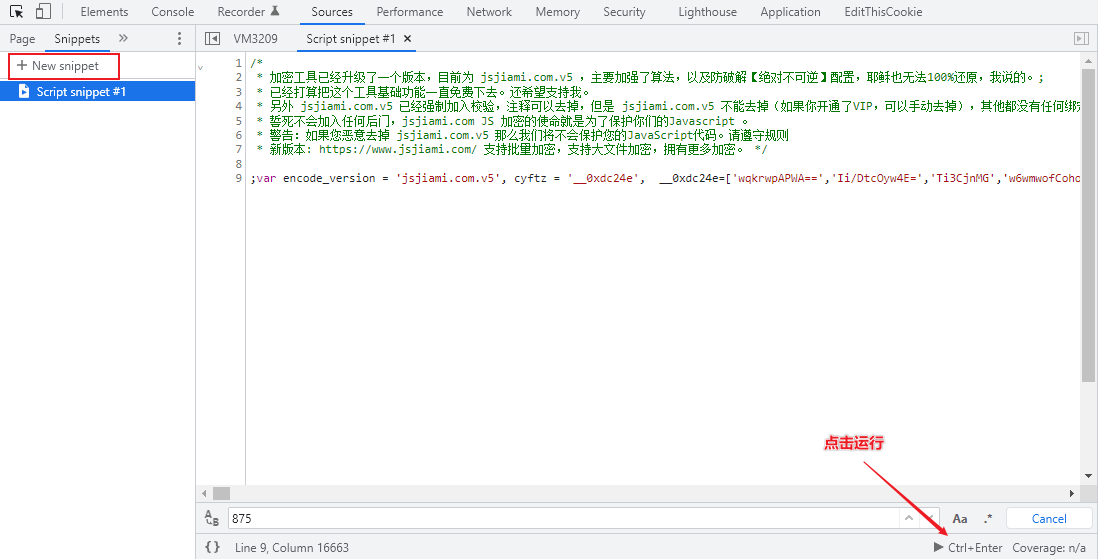 Elements Console Recorder Sources Performance Network Memory Security Lighthouse Application EditThisCookie
Page Snippets » VM3209 Script snippet #1 ×
+ New snippet
Script snippet #1
1 /*
2 * 加密工具已经升级了一个版本，目前为 jsjiami.com.v5 ，主要加强了算法，以及防破解【绝对不可逆】配置，耶稣也无法100%还原，我说的。;
3 * 已经打算把这个工具基础功能一直免费下去。还希望支持我。
4 * 另外 jsjiami.com.v5 已经强制加入校验，注释可以去掉，但是 jsjiami.com.v5 不能去掉（如果你开通了VIP，可以手动去掉），其他都没有任何绑定
5 * 誓死不会加入任何后门，jsjiami.com JS 加密的使命就是为了保护你们的Javascript 。
6 * 警告：如果您恶意去掉 jsjiami.com.v5 那么我们将不会保护您的JavaScript代码。请遵守规则
7 * 新版本: https://www.jsjiami.com/ 支持批量加密，支持大文件加密，拥有更多加密。 */
8
9 ;var encode_version = 'jsjiami.com.v5', cyftz = '__0xdc24e', __0xdc24e=['wqkrwpAPWA==','Ii/DtcOyw4E=','Ti3CjnMG','w6wmwofCoho
点击运行
875 Aa .* Cancel
{} Line 9, Column 16663 Ctrl+Enter Coverage: n/a